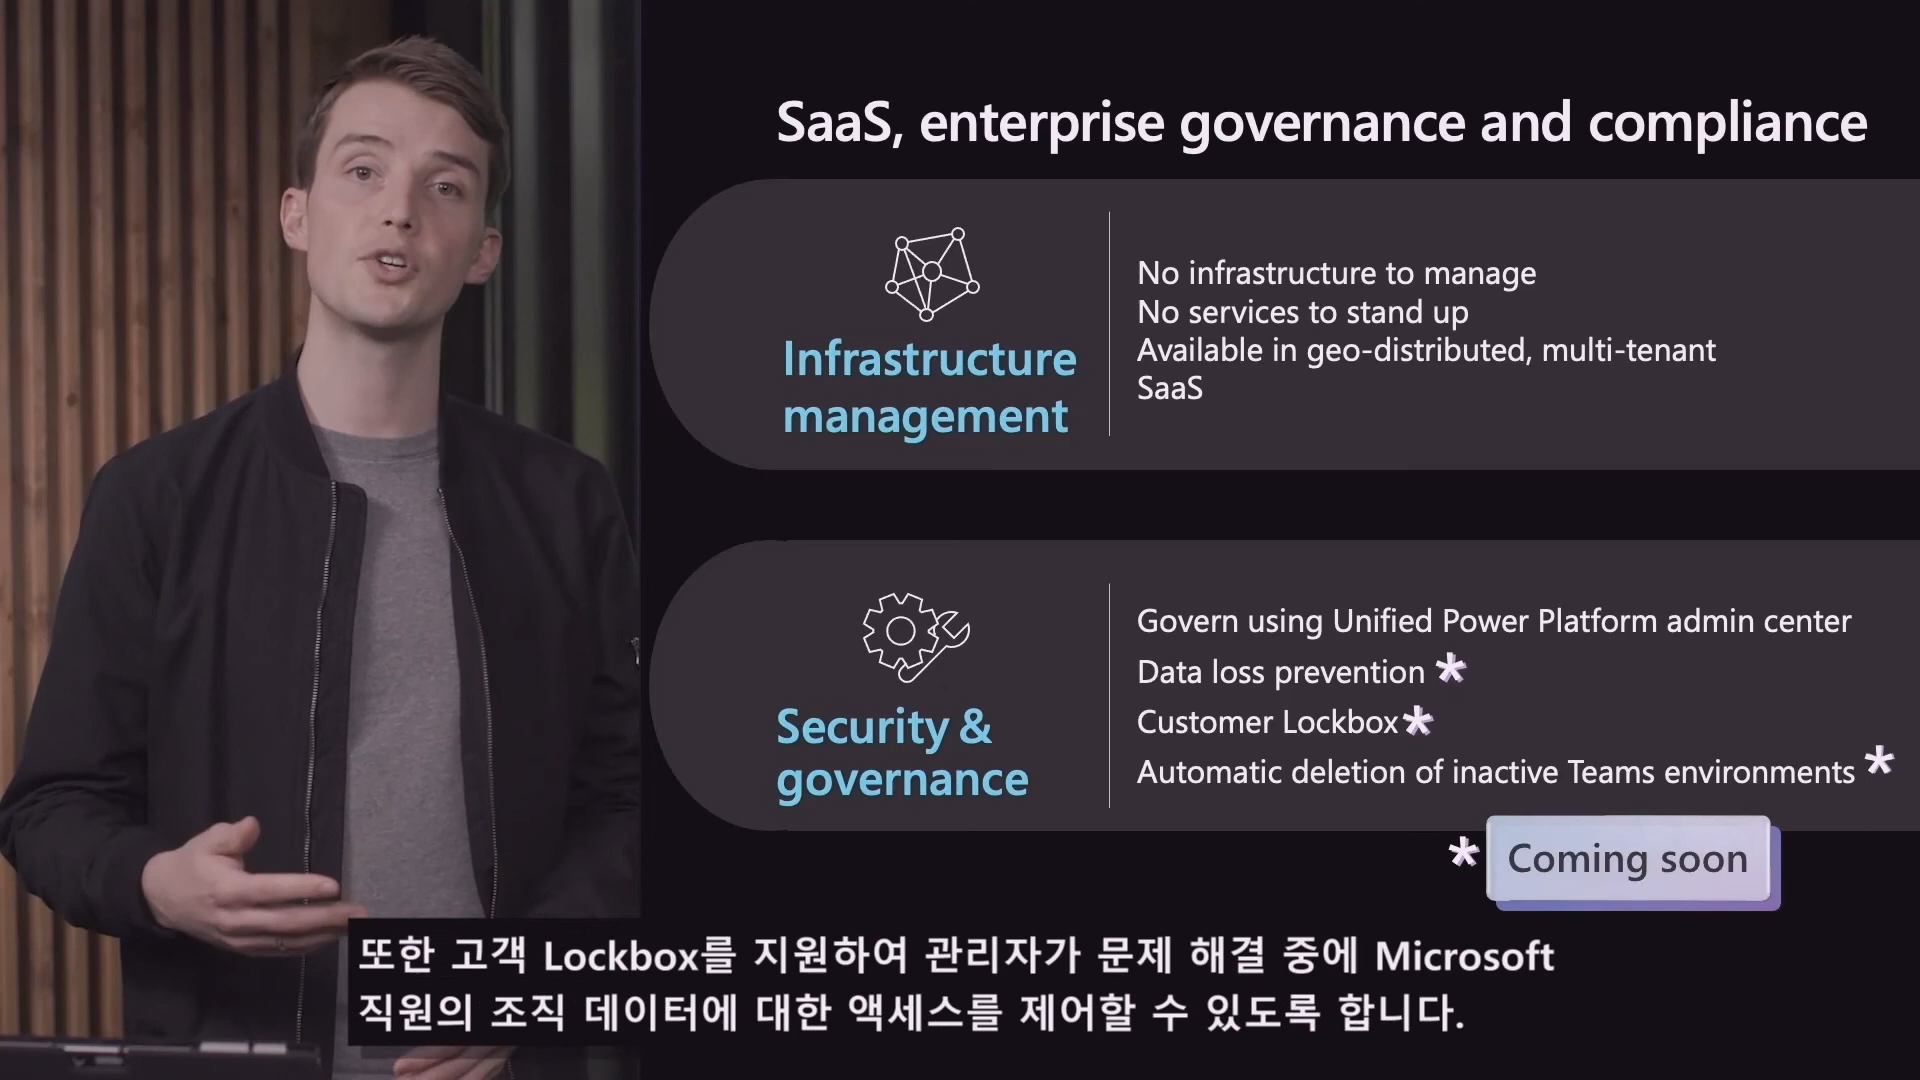 SaaS, enterprise governance and compliance
Infrastructure
management
No infrastructure to manage
No services to stand up
Available in geo-distributed, multi-tenant
SaaS
Security &
governance
Govern using Unified Power Platform admin center
Data loss prevention *
Customer Lockbox*
Automatic deletion of inactive Teams environments *
* Coming soon
또한 고객 Lockbox를 지원하여 관리자가 문제 해결 중에 Microsoft
직원의 조직 데이터에 대한 액세스를 제어할 수 있도록 합니다.